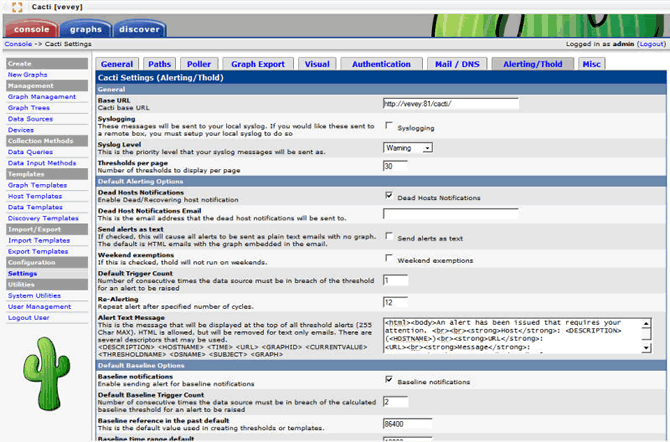 Cacti [vevey]
console graphs discover
Console -> Cacti Settings Logged in as admin (Logout)
Create
New Graphs
Management
Graph Management
Graph Trees
Data Sources
Devices
Collection Methods
Data Queries
Data Input Methods
Templates
Graph Templates
Host Templates
Data Templates
Discovery Templates
Import/Export
Import Templates
Export Templates
Configuration
Settings
Utilities
System Utilities
User Management
Logout User
General Paths Poller Graph Export Visual Authentication Mail / DNS Alerting/Thold Misc
Cacti Settings (Alerting/Thold)
General
Base URL
Cacti base URL
http://vevey:81/cacti/
Syslogging
These messages will be sent to your local syslog. If you would like these sent to
a remote box, you must setup your local syslog to do so
Syslogging
Syslog Level
This is the priority level that your syslog messages will be sent as.
Warning
Thresholds per page
Number of thresholds to display per page
30
Default Alerting Options
Dead Hosts Notifications
Enable Dead/Recovering host notification
Dead Hosts Notifications
Dead Host Notifications Email
This is the email address that the dead host notifications will be sent to.
Send alerts as text
If checked, this will cause all alerts to be sent as plain text emails with no graph.
The default is HTML emails with the graph embedded in the email.
Send alerts as text
Weekend exemptions
If this is checked, thold will not run on weekends.
Weekend exemptions
Default Trigger Count
Number of consecutive times the data source must be in breach of the threshold
for an alert to be raised
1
Re-Alerting
Repeat alert after specified number of cycles.
12
Alert Text Message
This is the message that will be displayed at the top of all threshold alerts (255
Char MAX). HTML is allowed, but will be removed for text only emails. There are
several descriptors that may be used.
<DESCRIPTION> <HOSTNAME> <TIME> <URL> <GRAPHID> <CURRENTVALUE>
<THRESHOLDNAME> <DSNAME> <SUBJECT> <GRAPH>
<html><body>An alert has been issued that requires your
attention. <br><br><strong>Host</strong>: <DESCRIPTION>
(<HOSTNAME>)<br><strong>URL</strong>:
<URL><br><strong>Message</strong>:
Default Baseline Options
Baseline notifications
Enable sending alert for baseline notifications
Baseline notifications
Default Baseline Trigger Count
Number of consecutive times the data source must be in breach of the calculated
baseline threshold for an alert to be raised
2
Baseline reference in the past default
This is the default value used in creating thresholds or templates.
86400
Baseline time range default